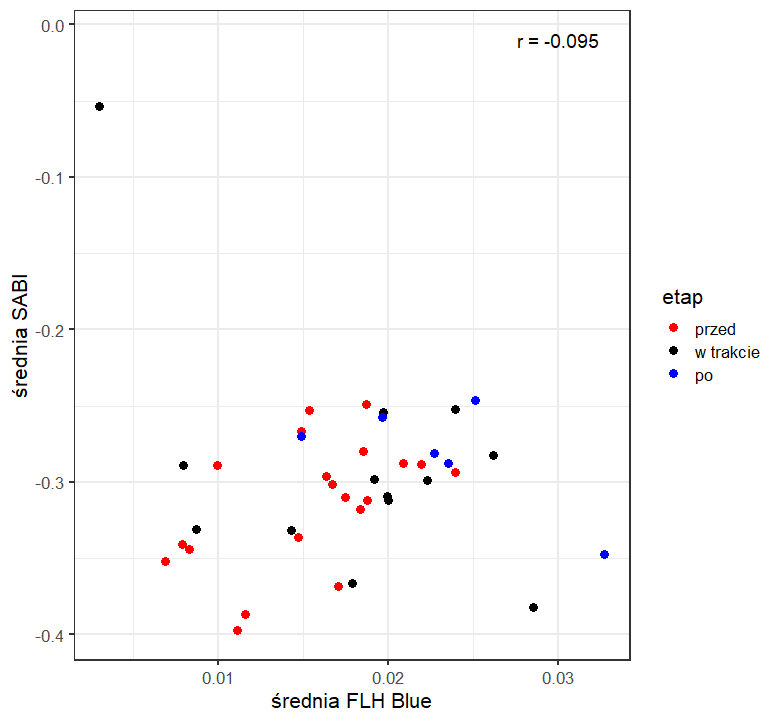 0.0
-0.1
-0.2
-0.3
-0.4
średnia SABI
r = -0.095
0.01
0.02
0.03
średnia FLH Blue
etap
przed
w trakcie
po